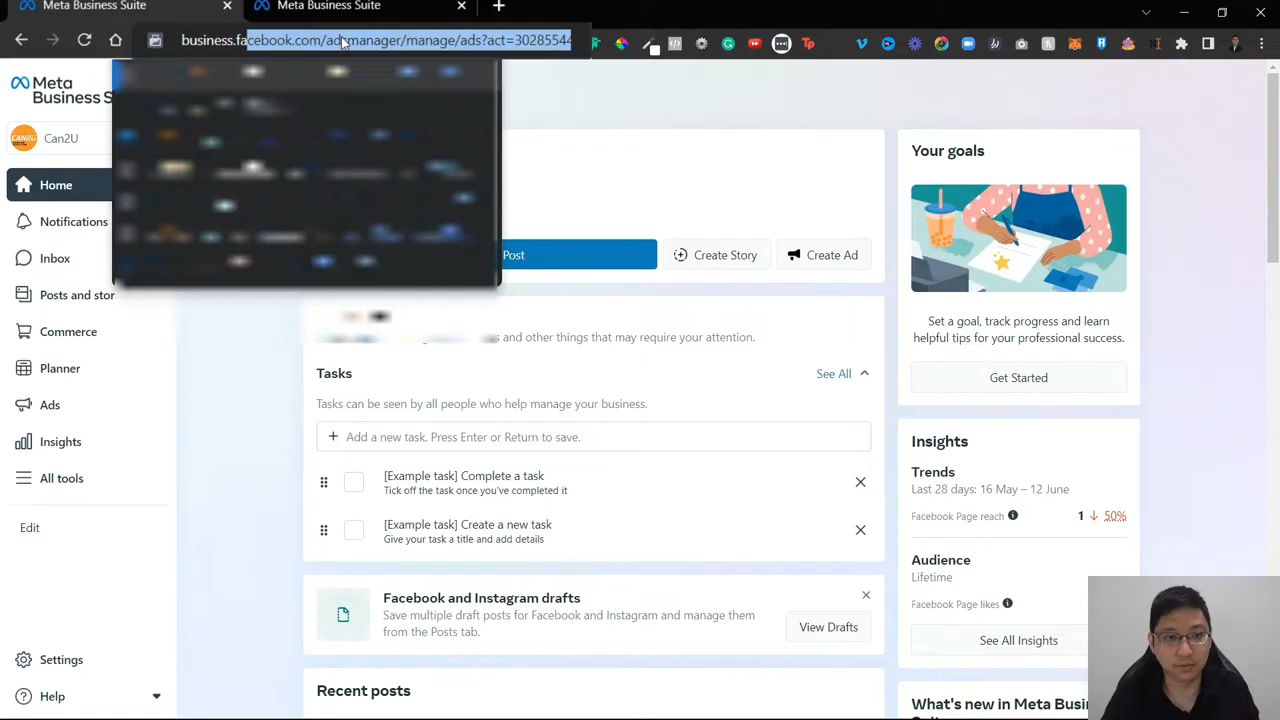 Meta Business Suite
Meta Business Suite
business.facebook.com/adsmanager/manage/ads?act=30285544
Meta
Business S
CAN2U
Can2U
Home
Notifications
Inbox
Posts and stor
Commerce
Planner
Ads
Insights
All tools
Edit
Settings
Help
Post
Create Story
Create Ad
and other things that may require your attention.
Tasks
See All
Tasks can be seen by all people who help manage your business.
+ Add a new task. Press Enter or Return to save.
[Example task] Complete a task
Tick off the task once you've completed it
[Example task] Create a new task
Give your task a title and add details
Facebook and Instagram drafts
Save multiple draft posts for Facebook and Instagram and manage them
from the Posts tab.
View Drafts
Recent posts
Your goals
Set a goal, track progress and learn
helpful tips for your professional success.
Get Started
Insights
Trends
Last 28 days: 16 May – 12 June
Facebook Page reach
1 ↓ 50%
Audience
Lifetime
Facebook Page likes
See All Insights
What's new in Meta Busi